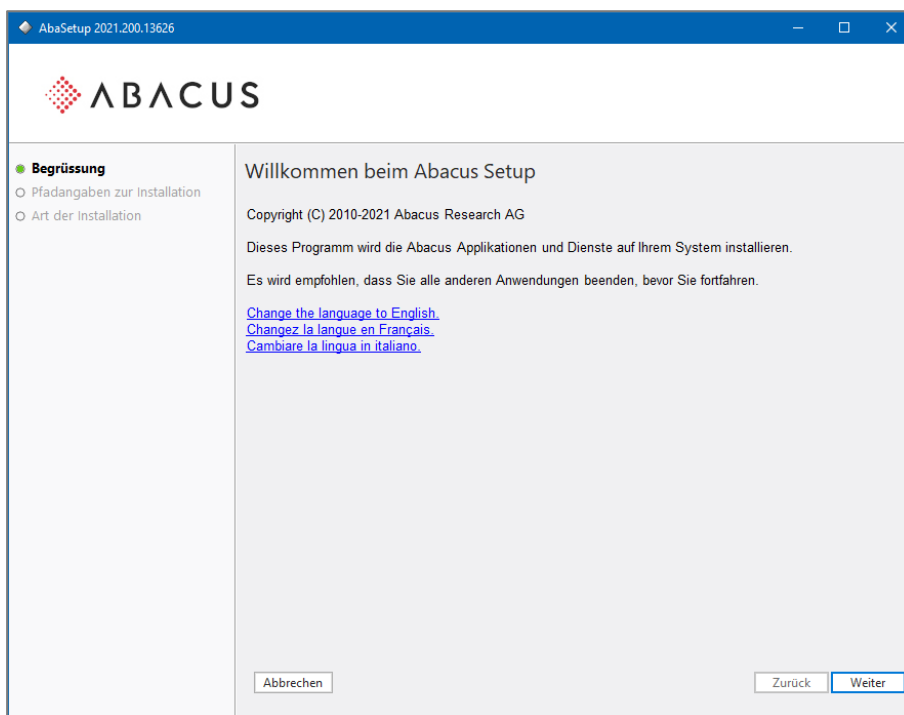 AbaSetup 2021.200.13626
ABACUS
Begrüssung
Pfadangaben zur Installation
Art der Installation
Willkommen beim Abacus Setup
Copyright (C) 2010-2021 Abacus Research AG
Dieses Programm wird die Abacus Applikationen und Dienste auf Ihrem System installieren.
Es wird empfohlen, dass Sie alle anderen Anwendungen beenden, bevor Sie fortfahren.
Change the language to English.
Changez la langue en Français.
Cambiare la lingua in italiano.
Abbrechen
Zurück
Weiter